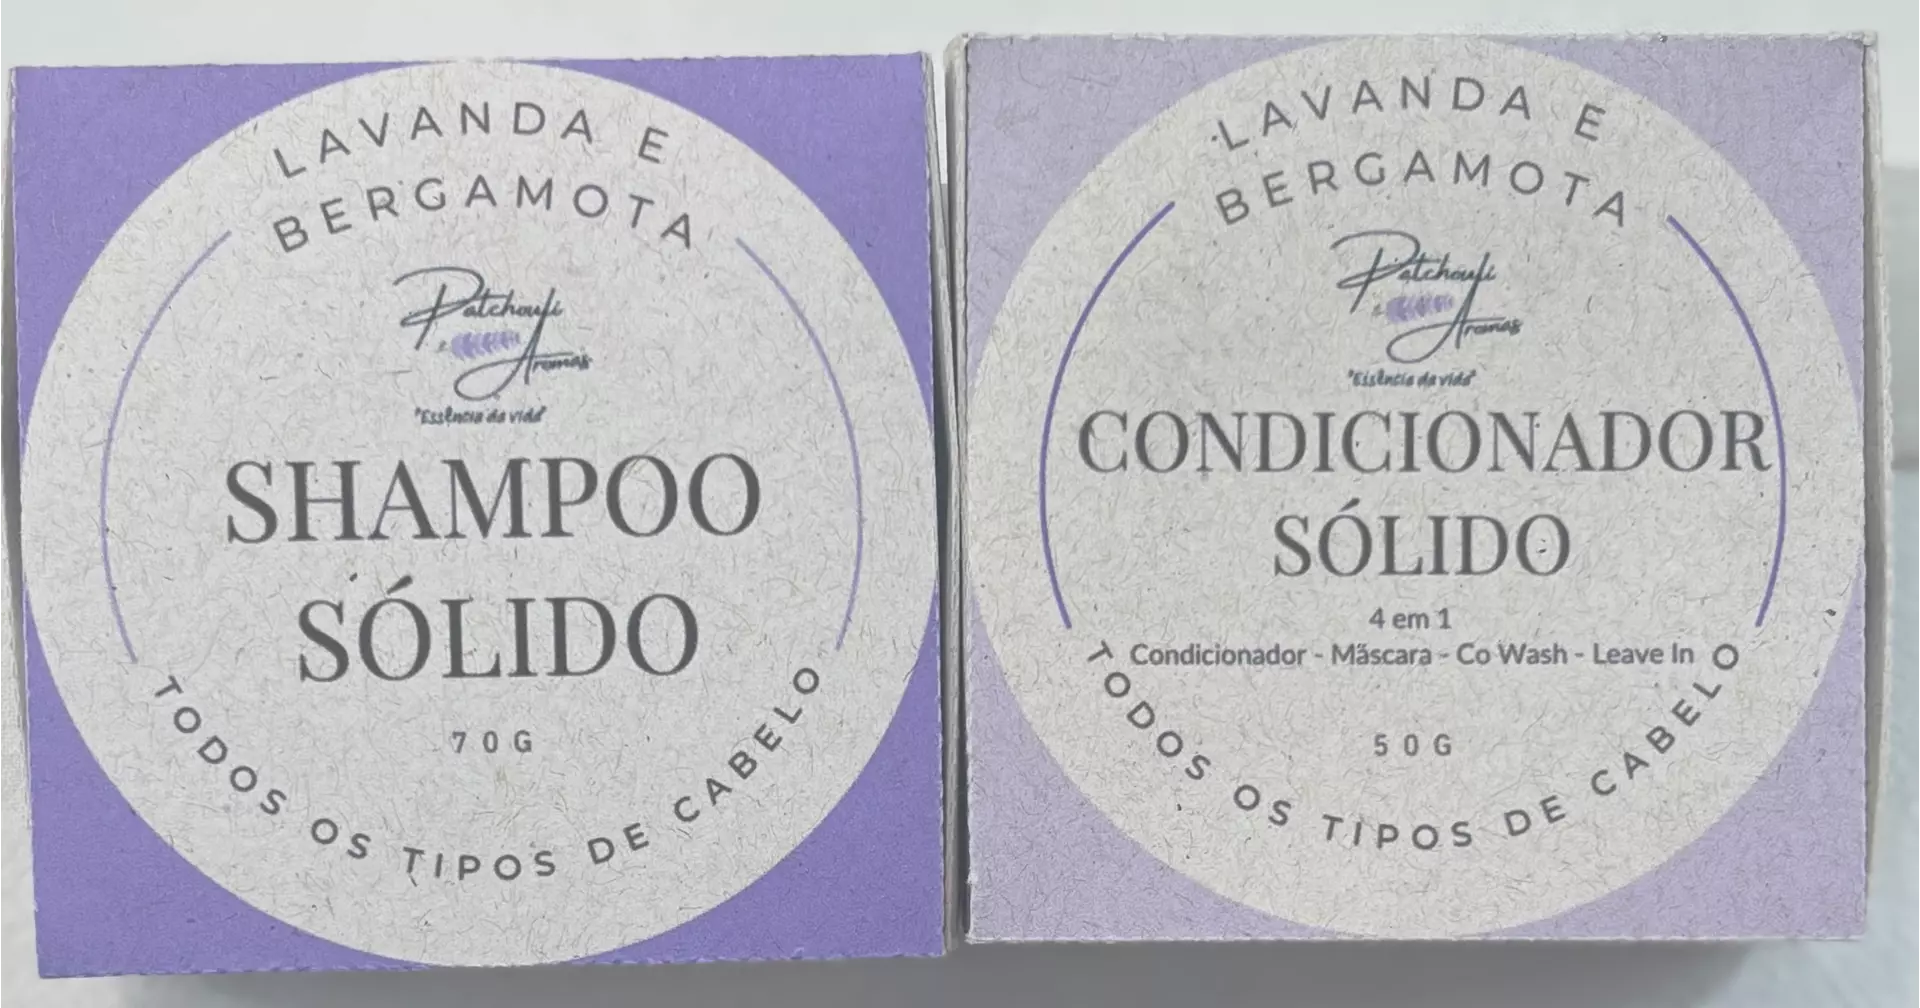 LAVANDA E
BERGAMOTA
Patchouli
Aromas
"Essência da vida"
SHAMPOO
SÓLIDO
70G
TODOS OS TIPOS DE CABELO
LAVANDA E
BERGAMOTA
Patchouli
Aromas
"Essência da vida"
CONDICIONADOR
SÓLIDO
4 em 1
Condicionador - Máscara - Co Wash - Leave In
50G
TODOS OS TIPOS DE CABELO